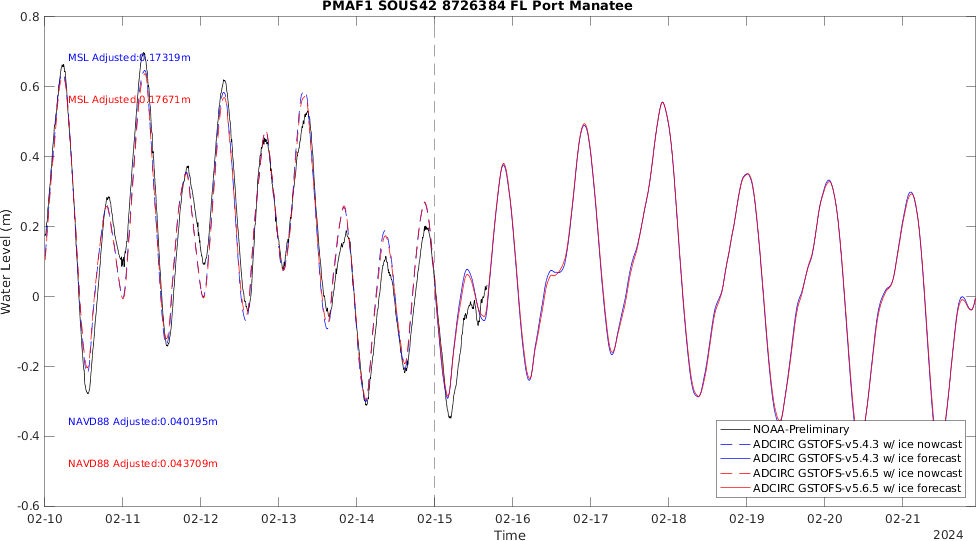 PMAF1 SOUS42 8726384 FL Port Manatee
0.8
0.6
0.4
0.2
0
-0.2
-0.4
-0.6
Water Level (m)
MSL Adjusted:0.17319m
MSL Adjusted:0.17671m
NAVD88 Adjusted:0.040195m
NAVD88 Adjusted:0.043709m
NOAA-Preliminary
ADCIRC GSTOFS-v5.4.3 w/ ice nowcast
ADCIRC GSTOFS-v5.4.3 w/ ice forecast
ADCIRC GSTOFS-v5.6.5 w/ ice nowcast
ADCIRC GSTOFS-v5.6.5 w/ ice forecast
02-10 02-11 02-12 02-13 02-14 02-15 02-16 02-17 02-18 02-19 02-20 02-21
Time
2024